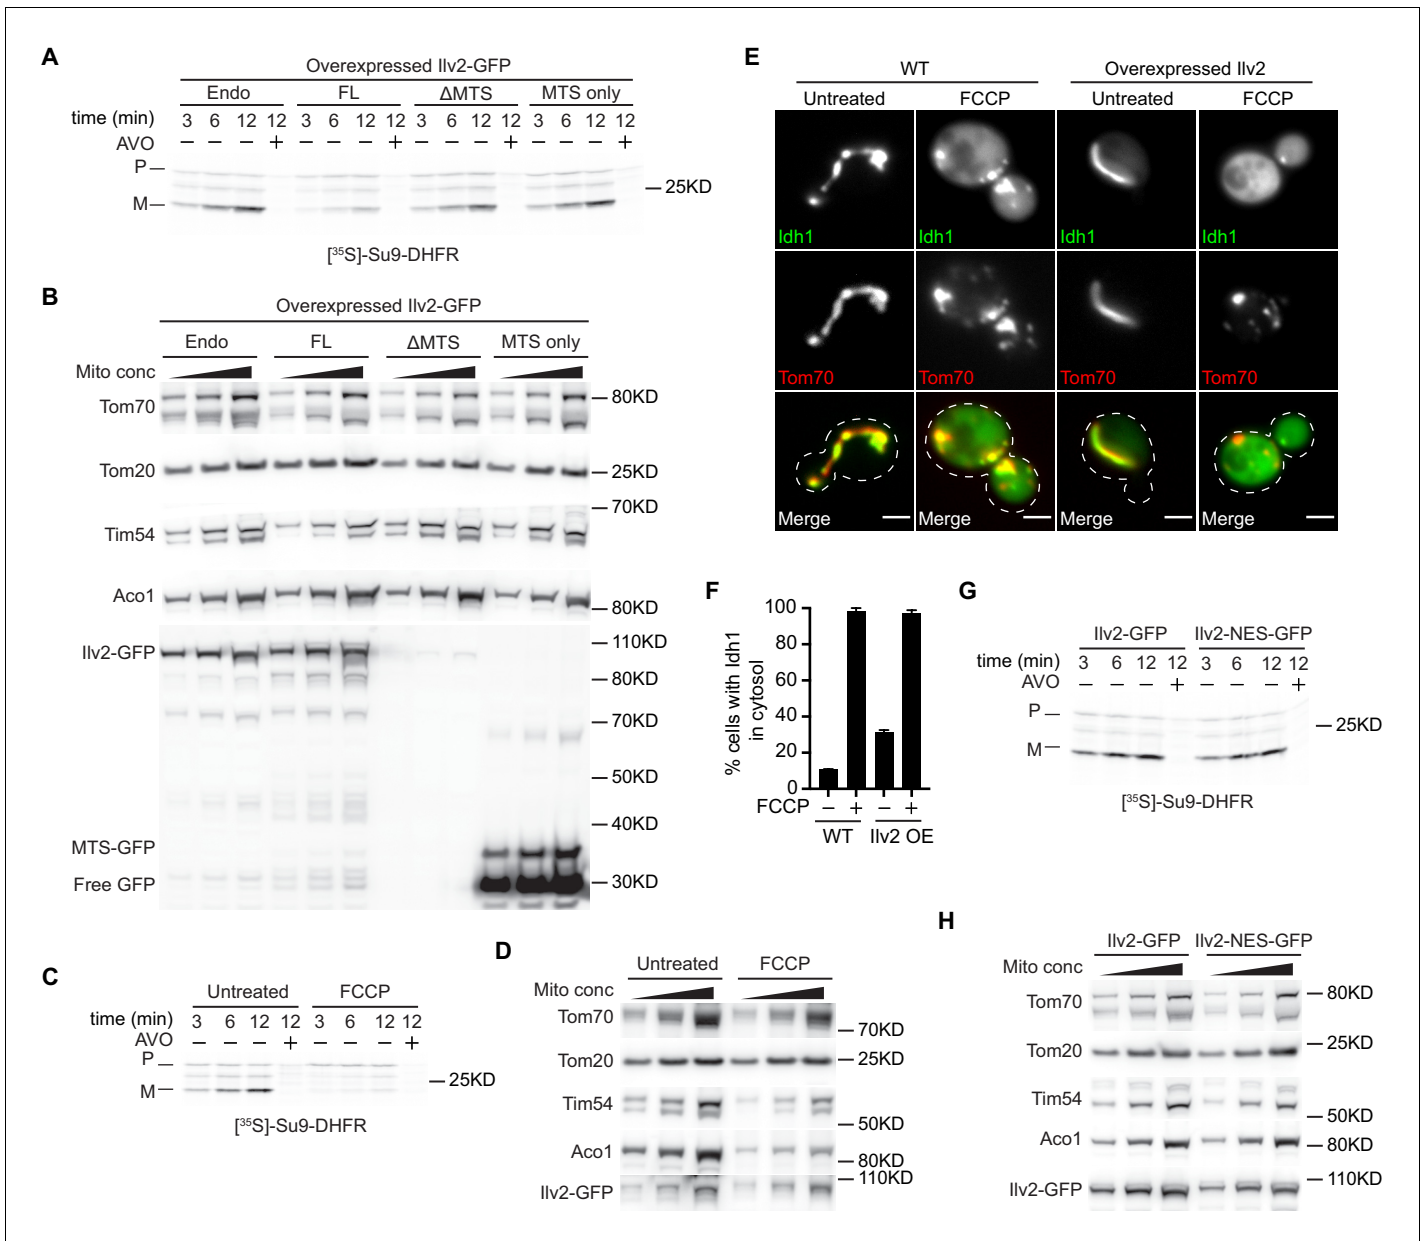 A
Overexpressed Ilv2-GFP
Endo FL ΔMTS MTS only
time (min) 3 6 12 12 3 6 12 12 3 6 12 12 3 6 12 12
AVO − − − + − − − + − − − + − − − +
P
25KD
M
[35S]-Su9-DHFR
B
Overexpressed Ilv2-GFP
Endo FL ΔMTS MTS only
Mito conc
Tom70
80KD
Tom20
25KD
70KD
Tim54
Aco1
80KD
110KD
Ilv2-GFP
80KD
70KD
50KD
40KD
MTS-GFP
Free GFP
30KD
C
Untreated FCCP
time (min) 3 6 12 12 3 6 12 12
AVO − − − + − − − +
P
25KD
M
[35S]-Su9-DHFR
D
Untreated FCCP
Mito conc
Tom70
70KD
Tom20
25KD
Tim54
50KD
Aco1
80KD
110KD
Ilv2-GFP
E
WT Overexpressed Ilv2
Untreated FCCP Untreated FCCP
Idh1 Idh1 Idh1 Idh1
Tom70 Tom70 Tom70 Tom70
Merge Merge Merge Merge
F
% cells with Idh1
in cytosol
100
80
60
40
20
0
FCCP − + − +
WT Ilv2 OE
G
Ilv2-GFP Ilv2-NES-GFP
time (min) 3 6 12 12 3 6 12 12
AVO − − − + − − − +
P
25KD
M
[35S]-Su9-DHFR
H
Ilv2-GFP Ilv2-NES-GFP
Mito conc
Tom70
80KD
Tom20
25KD
Tim54
50KD
Aco1
80KD
110KD
Ilv2-GFP